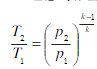 T₂/T₁ = (p₂/p₁)^((k−1)/k)